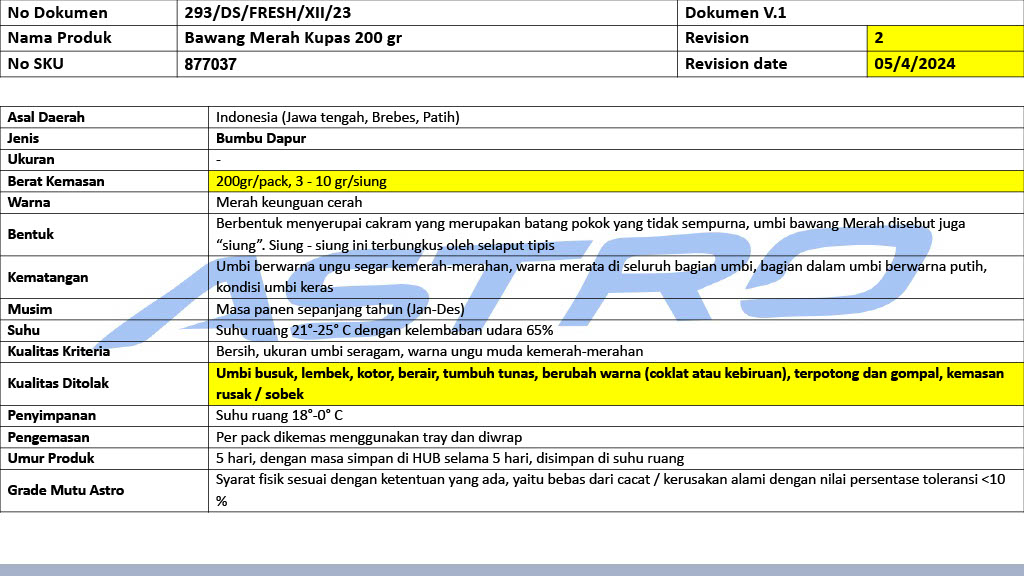 No Dokumen 293/DS/FRESH/XII/23 Dokumen V.1
Nama Produk Bawang Merah Kupas 200 gr Revision 2
No SKU 877037 Revision date 05/4/2024
Asal Daerah Indonesia (Jawa tengah, Brebes, Patih)
Jenis Bumbu Dapur
Ukuran -
Berat Kemasan 200gr/pack, 3 - 10 gr/siung
Warna Merah keunguan cerah
Bentuk Berbentuk menyerupai cakram yang merupakan batang pokok yang tidak sempurna, umbi bawang Merah disebut juga
“siung”. Siung - siung ini terbungkus oleh selaput tipis
Kematangan Umbi berwarna ungu segar kemerah-merahan, warna merata di seluruh bagian umbi, bagian dalam umbi berwarna putih,
kondisi umbi keras
Musim Masa panen sepanjang tahun (Jan-Des)
Suhu Suhu ruang 21°-25° C dengan kelembaban udara 65%
Kualitas Kriteria Bersih, ukuran umbi seragam, warna ungu muda kemerah-merahan
Kualitas Ditolak Umbi busuk, lembek, kotor, berair, tumbuh tunas, berubah warna (coklat atau kebiruan), terpotong dan gompal, kemasan
rusak / sobek
Penyimpanan Suhu ruang 18°-0° C
Pengemasan Per pack dikemas menggunakan tray dan diwrap
Umur Produk 5 hari, dengan masa simpan di HUB selama 5 hari, disimpan di suhu ruang
Grade Mutu Astro Syarat fisik sesuai dengan ketentuan yang ada, yaitu bebas dari cacat / kerusakan alami dengan nilai persentase toleransi <10
%
ASTRO